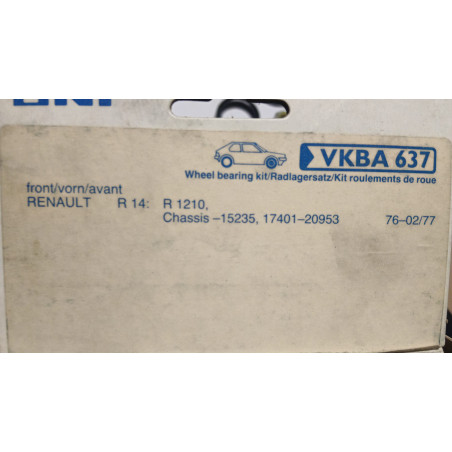 VKBA 637
Wheel bearing kit/Radlagersatz/Kit roulements de roue
front/vorn/avant
RENAULT R 14: R 1210,
Chassis –15235, 17401–20953 76–02/77